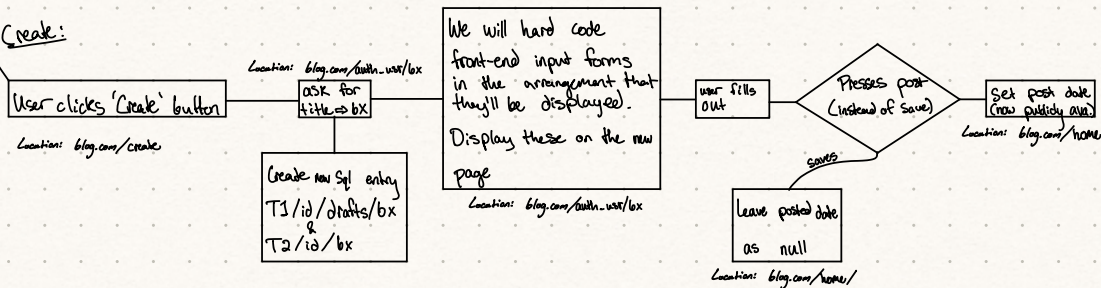 Create:
User clicks 'Create' button
Location: blog.com/create
Location: blog.com/auth_usr/bx
ask for
title⇒bx
Create new Sql entry
T1/id/drafts/bx
&
T2/id/bx
We will hard code
front-end input forms
in the arrangement that
they'll be displayed.
Display these on the new
page
Location: blog.com/auth_usr/bx
user fills
out
Presses post
(instead of save)
saves
Leave posted date
as null
Location: blog.com/home/
Set post date
(now publicly ava.)
Location: blog.com/home